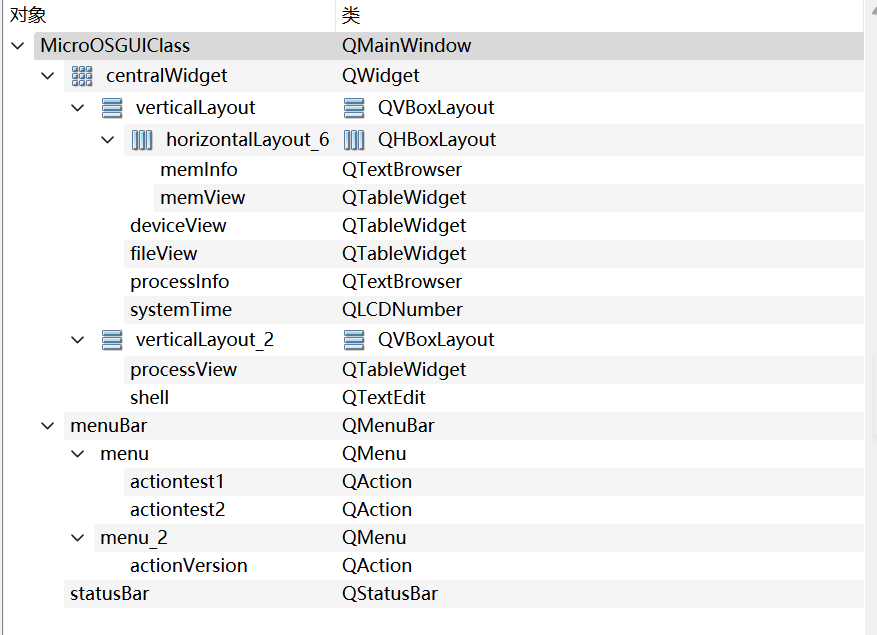 对象 类
MicroOSGUIClass QMainWindow
centralWidget QWidget
verticalLayout QVBoxLayout
horizontalLayout_6 QHBoxLayout
memInfo QTextBrowser
memView QTableWidget
deviceView QTableWidget
fileView QTableWidget
processInfo QTextBrowser
systemTime QLCDNumber
verticalLayout_2 QVBoxLayout
processView QTableWidget
shell QTextEdit
menuBar QMenuBar
menu QMenu
actiontest1 QAction
actiontest2 QAction
menu_2 QMenu
actionVersion QAction
statusBar QStatusBar